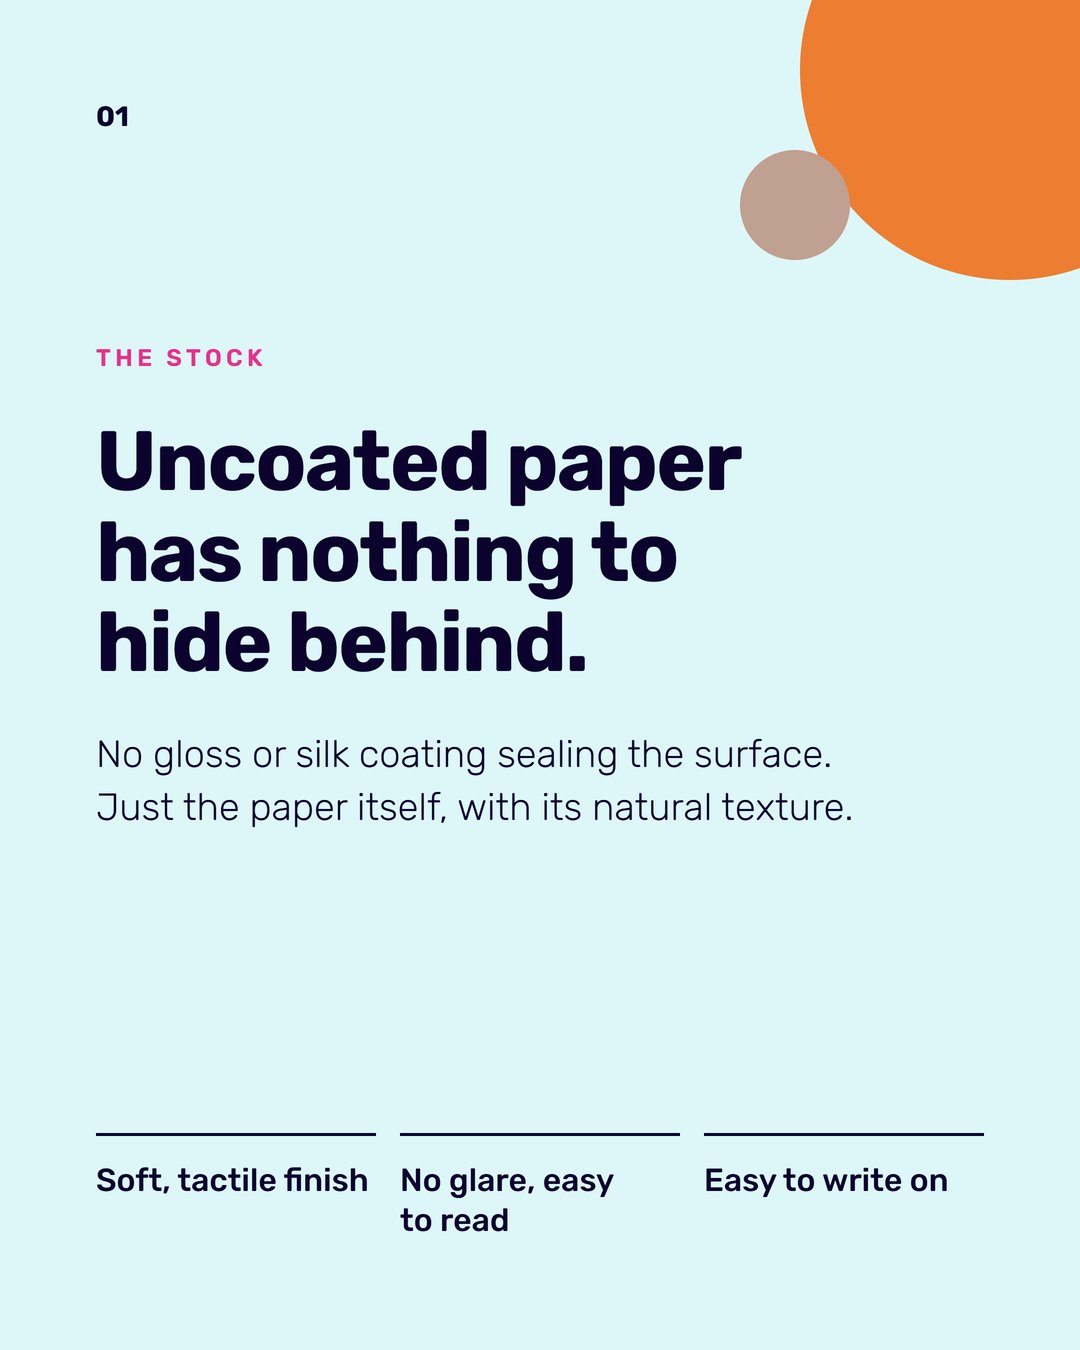 01
THE STOCK
Uncoated paper
has nothing to
hide behind.
No gloss or silk coating sealing the surface.
Just the paper itself, with its natural texture.
Soft, tactile finish
No glare, easy
to read
Easy to write on